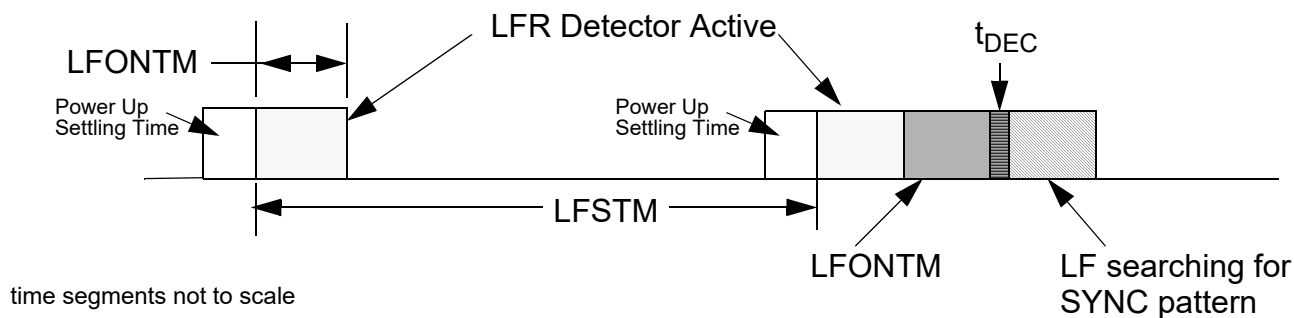 LFR Detector Active
t_DEC
LFONTM
Power Up
Settling Time
Power Up
Settling Time
LFSTM
LFONTM
LF searching for
SYNC pattern
time segments not to scale